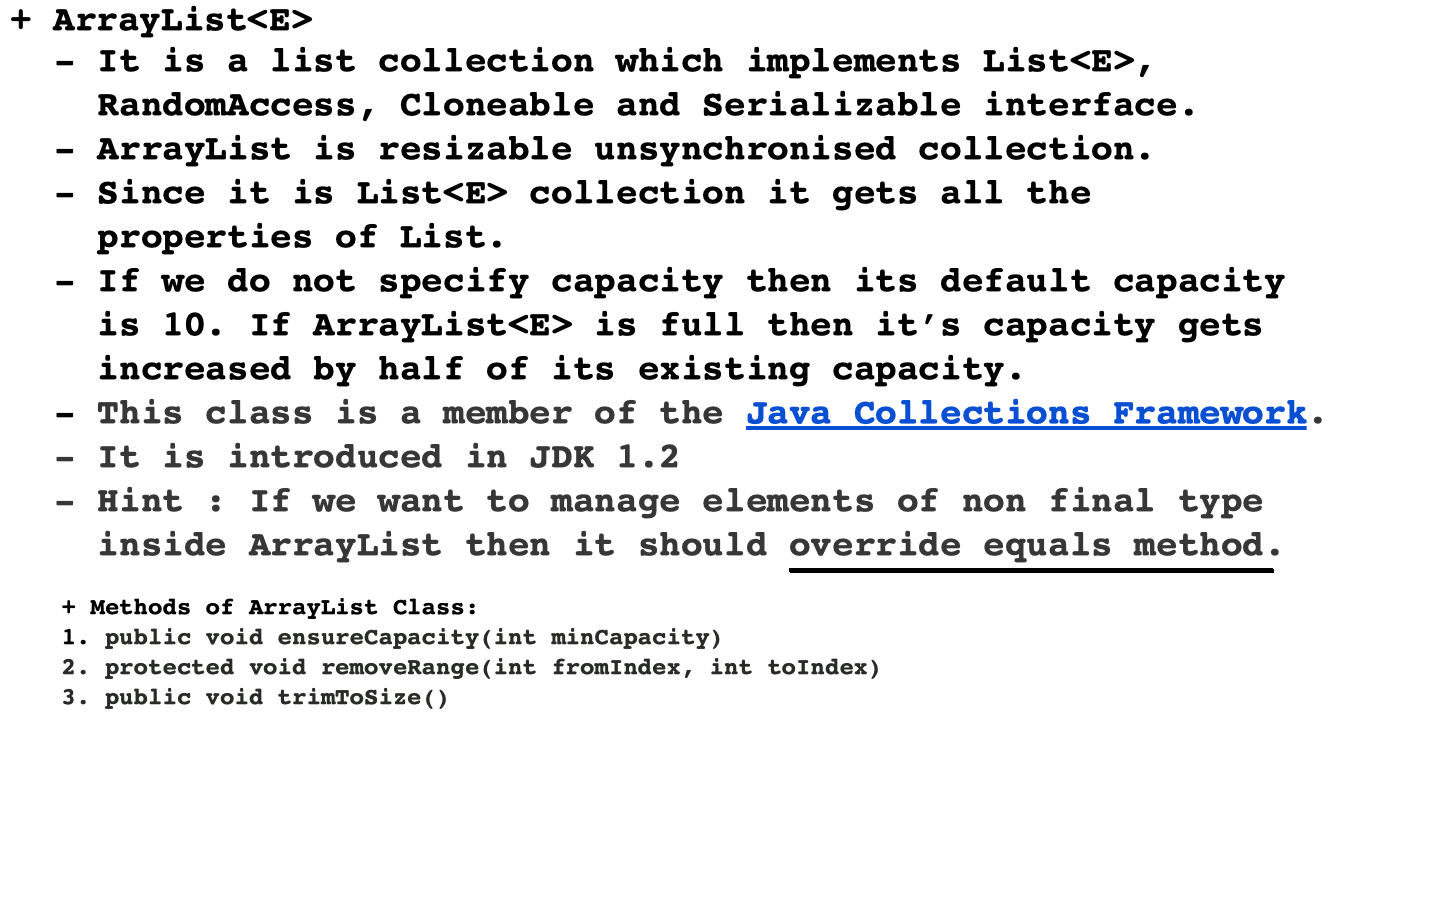 + ArrayList<E>
– It is a list collection which implements List<E>,
RandomAccess, Cloneable and Serializable interface.
– ArrayList is resizable unsynchronised collection.
– Since it is List<E> collection it gets all the
properties of List.
– If we do not specify capacity then its default capacity
is 10. If ArrayList<E> is full then it’s capacity gets
increased by half of its existing capacity.
– This class is a member of the Java Collections Framework.
– It is introduced in JDK 1.2
– Hint : If we want to manage elements of non final type
inside ArrayList then it should override equals method.
+ Methods of ArrayList Class:
1. public void ensureCapacity(int minCapacity)
2. protected void removeRange(int fromIndex, int toIndex)
3. public void trimToSize()